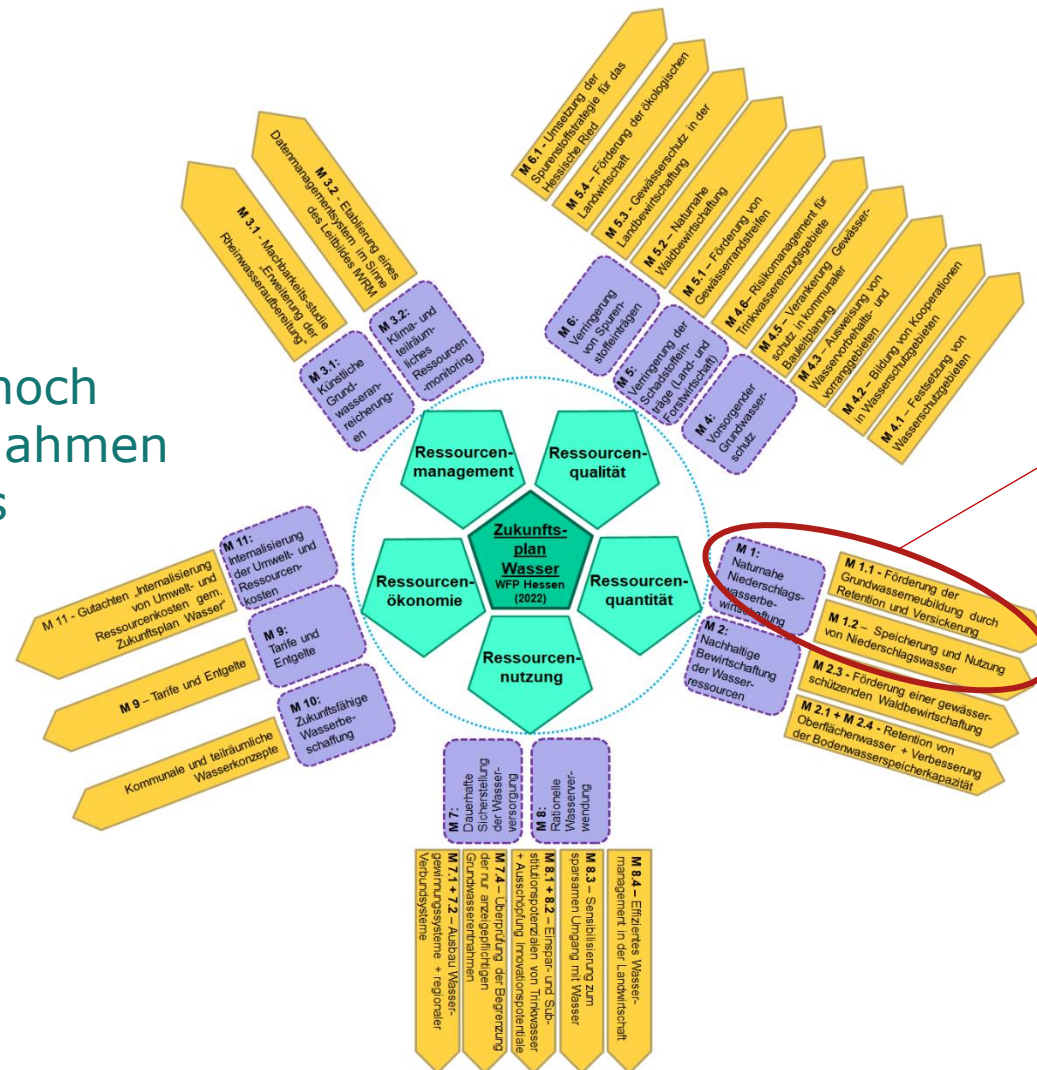 noch
ahmen
s
Zukunfts-
plan
Wasser
WFP Hessen
(2022)
Ressourcen-
management
Ressourcen-
qualität
Ressourcen-
quantität
Ressourcen-
nutzung
Ressourcen-
ökonomie
M 3.1:
Künstliche
Grund-
wasseran-
reicherung-
en
M 3.2:
Klima- und
teilräum-
liches
Ressourcen
-monitoring
M 3.1 - Machbarkeits-studie
„Erweiterung der
Rheinwasseraufbereitung“
M 3.2 - Etablierung eines
Datenmanagementsystem im Sinne
des Leitbildes IWRM
M 6:
Verringerung
von Spuren-
stoffeinträgen
M 5:
Verringerung der
Schadstoffein-
träge (Land- und
Forstwirtschaft)
M 4:
Vorsorgender
Grundwasser-
schutz
M 6.1 - Umsetzung der
Spurenstoffstrategie für das
Hessische Ried
M 5.4 – Förderung der ökologischen
Landwirtschaft
M 5.3 - Gewässerschutz in der
Landbewirtschaftung
M 5.2 – Naturnahe
Waldbewirtschaftung
M 5.1 – Förderung von
Gewässerrandstreifen
M 4.6– Risikomanagement für
Trinkwassereinzugsgebiete
M 4.5 – Verankerung Gewässer-
schutz in kommunaler
Bauleitplanung
M 4.3 – Ausweisung von
Wasservorbehalts- und
vorranggebieten
M 4.2 – Bildung von Kooperationen
in Wasserschutzgebieten
M 4.1 – Festsetzung von
Wasserschutzgebieten
M 1:
Naturnahe
Niederschlags-
wasserbe-
wirtschaftung
M 2:
Nachhaltige
Bewirtschaftung
der Wasser-
ressourcen
M 1.1 - Förderung der
Grundwasserneubildung durch
Retention und Versickerung
M 1.2 – Speicherung und Nutzung
von Niederschlagswasser
M 2.3 - Förderung einer gewässer-
schützenden Waldbewirtschaftung
M 2.1 + M 2.4 - Retention von
Oberflächenwasser + Verbesserung
der Bodenwasserspeicherkapazität
M 11:
Internalisierung
der Umwelt- und
Ressourcen-
kosten
M 9:
Tarife und
Entgelte
M 10:
Zukunftsfähige
Wasserbe-
schaffung
M 11 - Gutachten „Internalisierung
von Umwelt- und
Ressourcenkosten gem.
Zukunftsplan Wasser“
M 9 – Tarife und Entgelte
Kommunale und teilräumliche
Wasserkonzepte
M 7:
Dauerhafte
Sicherstellung
der Wasser-
versorgung
M 8:
Rationelle
Wasserver-
wendung
M 7.1 + 7.2 – Ausbau Wasser-
gewinnungssysteme + regionaler
Verbundsysteme
M 7.4 – Überprüfung der Begrenzung
der nur anzeigepflichtigen
Grundwasserentnahmen
M 8.1 + 8.2 – Einspar- und Sub-
stitutionspotenzialen von Trinkwasser
+ Ausschöpfung Innovationspotentiale
M 8.3 – Sensibilisierung zum
sparsamen Umgang mit Wasser
M 8.4 – Effizientes Wasser-
management in der Landwirtschaft